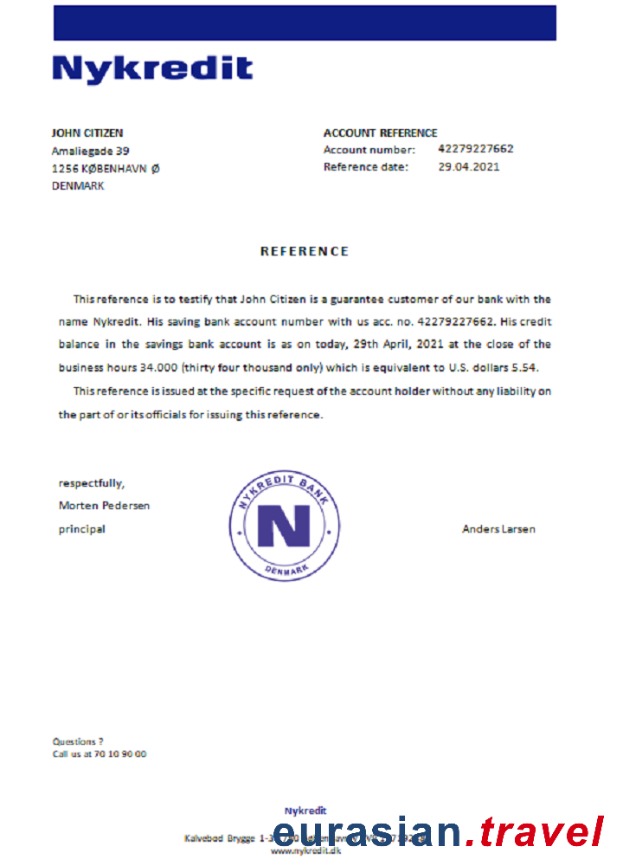 Nykredit
JOHN CITIZEN
Amaliegade 39
1256 KØBENHAVN Ø
DENMARK
ACCOUNT REFERENCE
Account number: 42279227662
Reference date: 29.04.2021
REFERENCE
This reference is to testify that John Citizen is a guarantee customer of our bank with the
name Nykredit. His saving bank account number with us acc. no. 42279227662. His credit
balance in the savings bank account is as on today, 29th April, 2021 at the close of the
business hours 34.000 (thirty four thousand only) which is equivalent to U.S. dollars 5.54.
This reference is issued at the specific request of the account holder without any liability on
the part of or its officials for issuing this reference.
respectfully,
Morten Pedersen
principal
NYKREDIT BANK
N
DENMARK
Anders Larsen
Questions ?
Call us at 70 10 90 00
Nykredit
Kalvebod Brygge
www.nykredit.dk
eurasian.travel